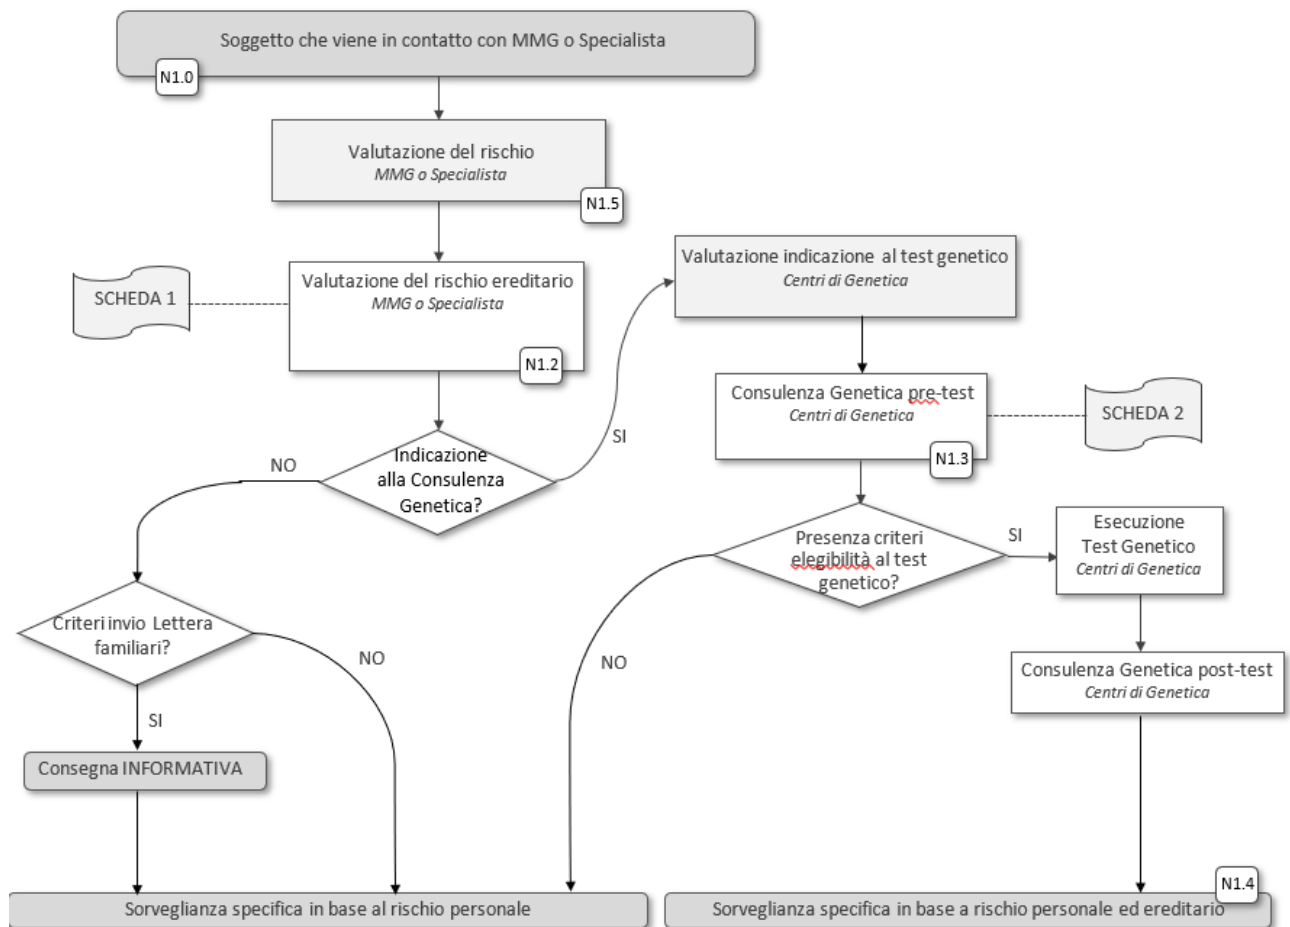 Soggetto che viene in contatto con MMG o Specialista
N1.0
Valutazione del rischio
MMG o Specialista
N1.5
Valutazione del rischio ereditario
MMG o Specialista
N1.2
SCHEDA 1
Indicazione
alla Consulenza
Genetica?
NO
SI
Valutazione indicazione al test genetico
Centri di Genetica
Consulenza Genetica pre-test
Centri di Genetica
N1.3
SCHEDA 2
Presenza criteri
elegibilità al test
genetico?
SI
NO
Esecuzione
Test Genetico
Centri di Genetica
Consulenza Genetica post-test
Centri di Genetica
Criteri invio Lettera
familiari?
NO
SI
Consegna INFORMATIVA
Sorveglianza specifica in base al rischio personale
N1.4
Sorveglianza specifica in base a rischio personale ed ereditario